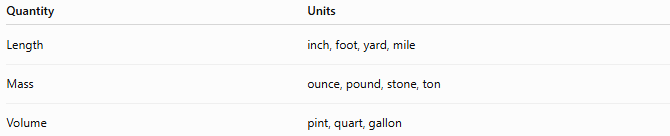 Quantity Units
Length inch, foot, yard, mile
Mass ounce, pound, stone, ton
Volume pint, quart, gallon